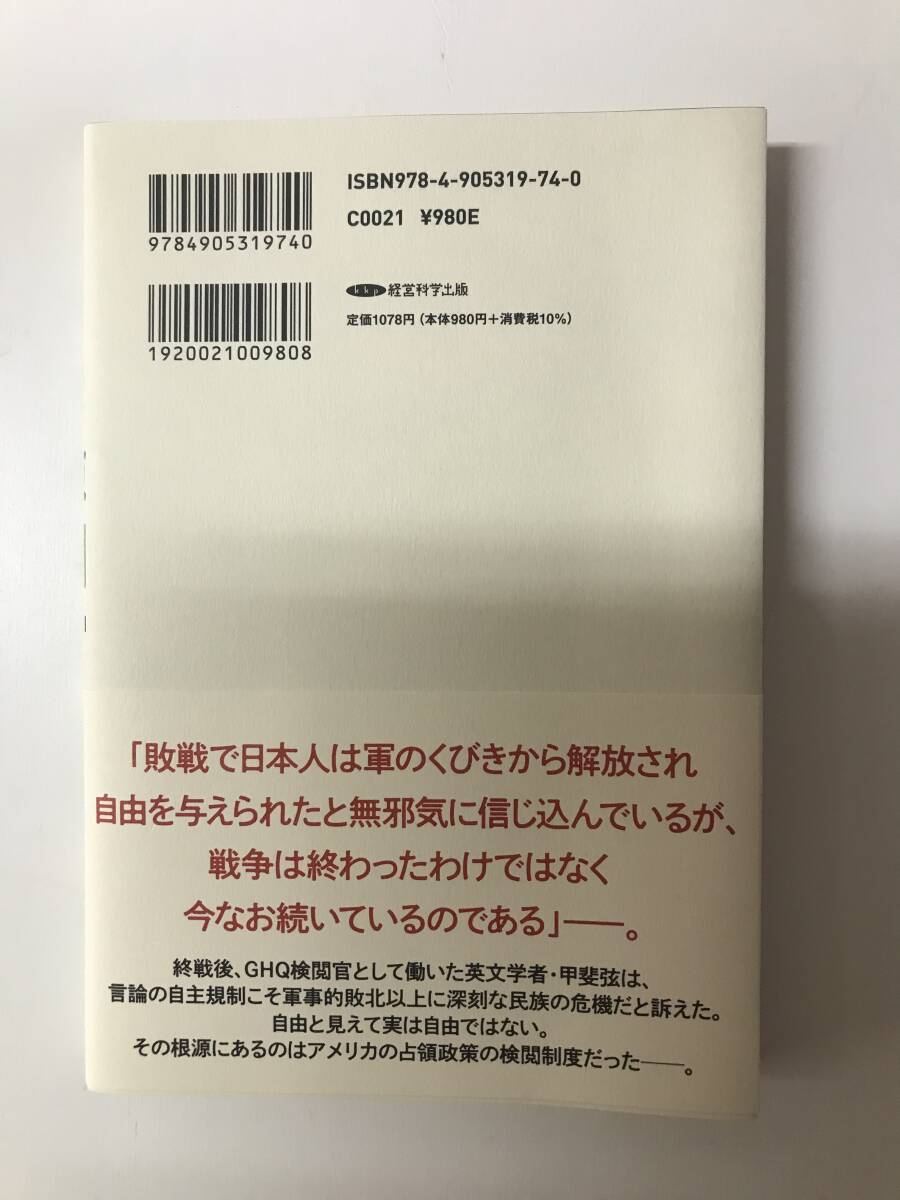 ISBN978-4-905319-74-0
C0021 ¥980E
9784905319740
kkp 経営科学出版
定価1078円（本体980円＋消費税10%）
1920021009808
「敗戦で日本人は軍のくびきから解放され
自由を与えられたと無邪気に信じ込んでいるが、
戦争は終わったわけではなく
今なお続いているのである」――。
終戦後、GHQ検閲官として働いた英文学者・甲斐弦は、
言論の自主規制こそ軍事的敗北以上に深刻な民族の危機だと訴えた。
自由と見えて実は自由ではない。
その根源にあるのはアメリカの占領政策の検閲制度だった――。